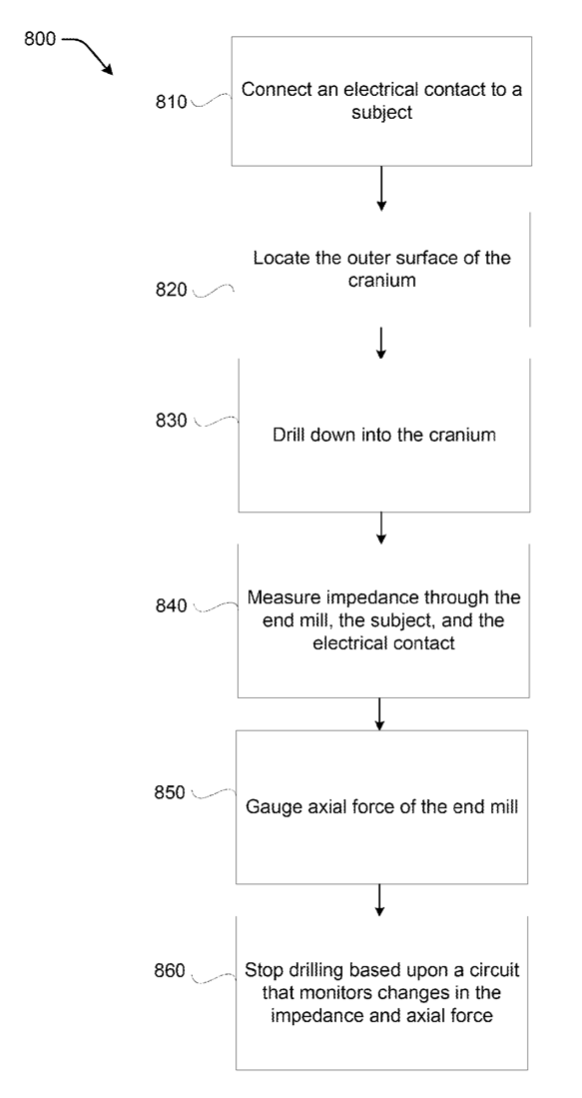 800
810
Connect an electrical contact to a
subject
820
Locate the outer surface of the
cranium
830
Drill down into the cranium
840
Measure impedance through the
end mill, the subject, and the
electrical contact
850
Gauge axial force of the end mill
860
Stop drilling based upon a circuit
that monitors changes in the
impedance and axial force